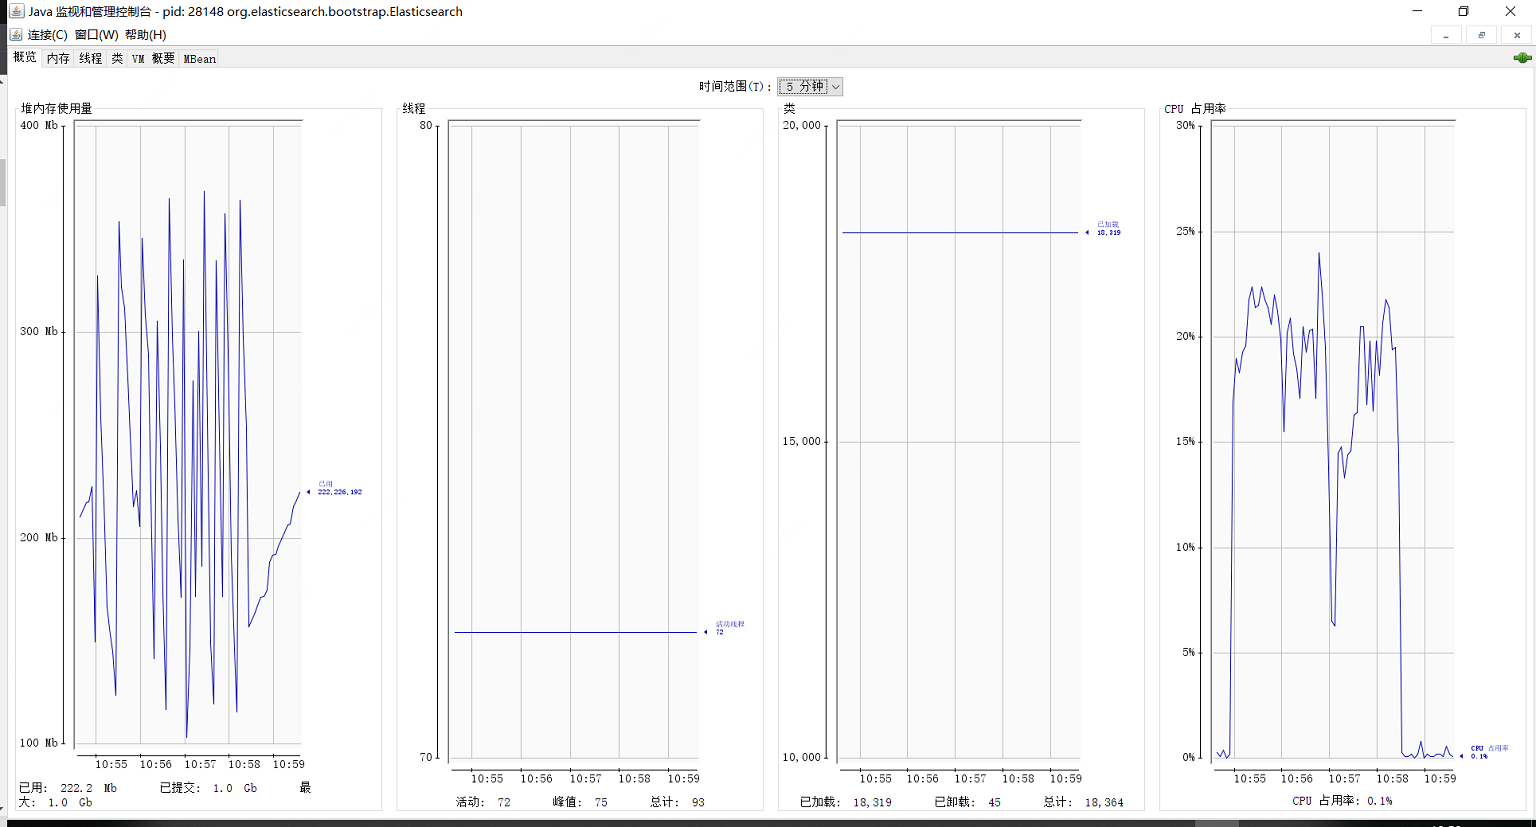 Java 监视和管理控制台 - pid: 28148 org.elasticsearch.bootstrap.Elasticsearch
连接(C) 窗口(W) 帮助(H)
概览 内存 线程 类 VM 概要 MBean
时间范围(T): 5 分钟
堆内存使用量
400 Mb
300 Mb
200 Mb
100 Mb
已用
222,226,192
10:55 10:56 10:57 10:58 10:59
已用: 222.2 Mb 已提交: 1.0 Gb 最
大: 1.0 Gb
线程
80
70
活动线程
72
10:55 10:56 10:57 10:58 10:59
活动: 72 峰值: 75 总计: 93
类
20,000
15,000
10,000
已加载
18,319
10:55 10:56 10:57 10:58 10:59
已加载: 18,319 已卸载: 45 总计: 18,364
CPU 占用率
30%
25%
20%
15%
10%
5%
0%
CPU 占用率
0.1%
10:55 10:56 10:57 10:58 10:59
CPU 占用率: 0.1%